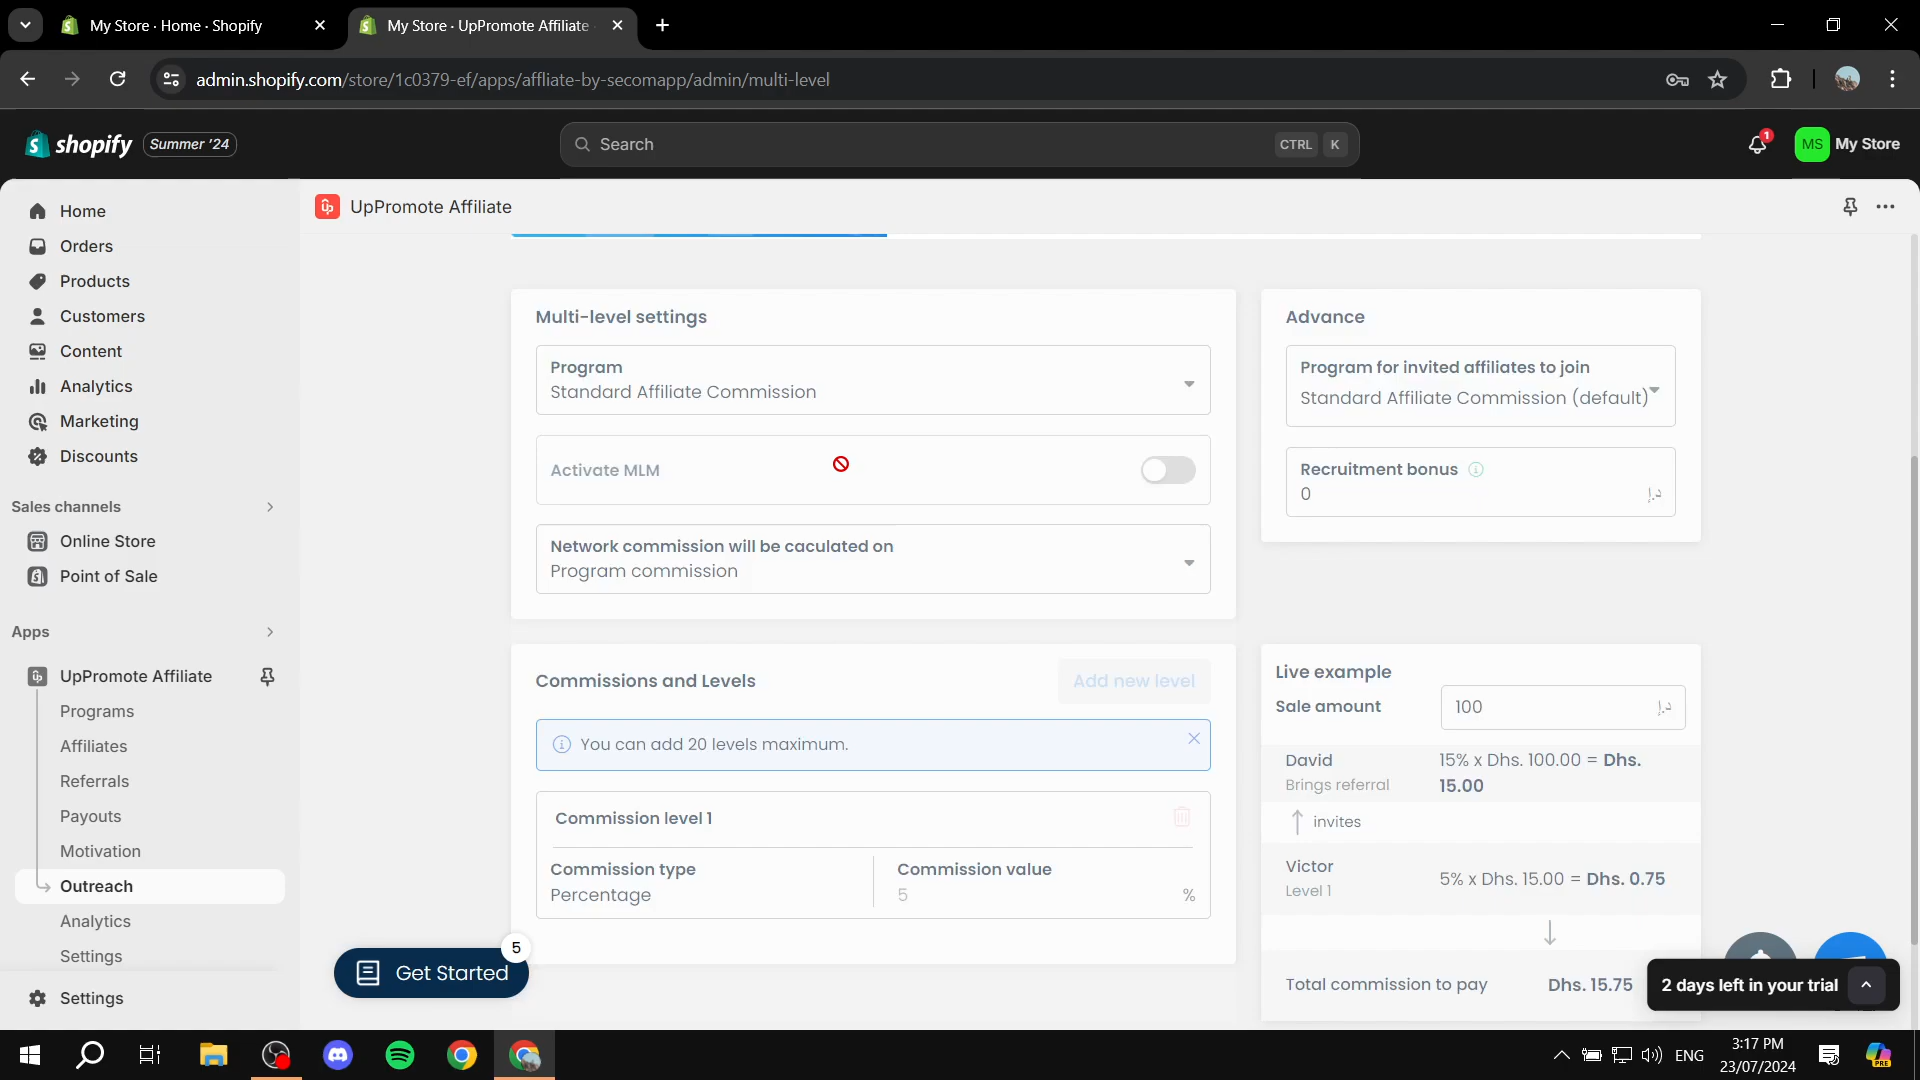 My Store · Home · Shopify
My Store · UpPromote Affiliate
admin.shopify.com/store/1c0379-ef/apps/affliate-by-secomapp/admin/multi-level
shopify
Summer '24
Search
CTRL
K
1
MS
My Store
Home
Orders
Products
Customers
Content
Analytics
Marketing
Discounts
Sales channels
Online Store
Point of Sale
Apps
UpPromote Affiliate
Programs
Affiliates
Referrals
Payouts
Motivation
Outreach
Analytics
Settings
Settings
UpPromote Affiliate
Multi-level settings
Program
Standard Affiliate Commission
Activate MLM
Network commission will be caculated on
Program commission
Commissions and Levels
Add new level
You can add 20 levels maximum.
Commission level 1
Commission type
Percentage
Commission value
5
%
5
Get Started
Advance
Program for invited affiliates to join
Standard Affiliate Commission (default)
Recruitment bonus
0
د.إ
Live example
Sale amount
100
د.إ
David
Brings referral
15% x Dhs. 100.00 = Dhs.
15.00
invites
Victor
Level 1
5% x Dhs. 15.00 = Dhs. 0.75
Total commission to pay
Dhs. 15.75
2 days left in your trial
ENG
3:17 PM
23/07/2024
PRE